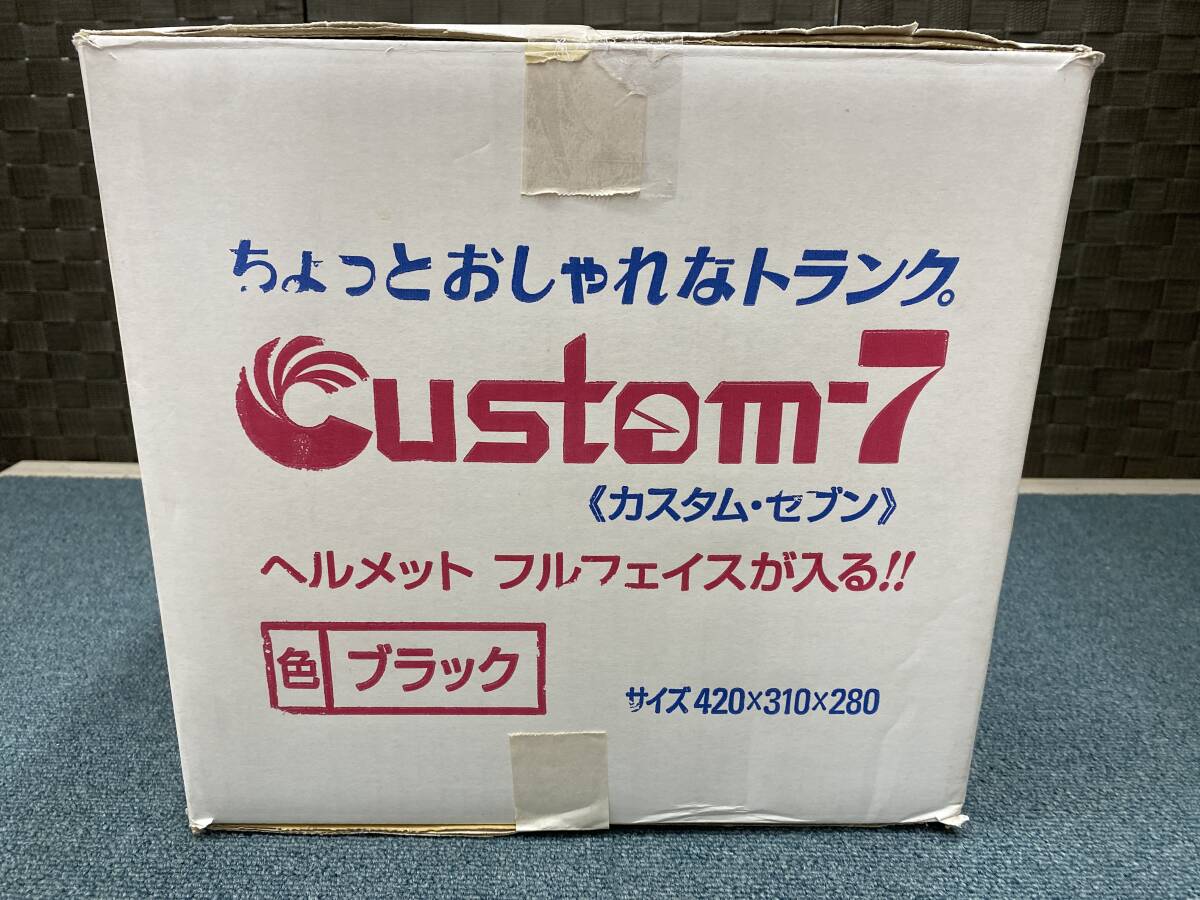 ちょっとおしゃれなトランク。
Custom-7
《カスタム・セブン》
ヘルメット フルフェイスが入る!!
色 ブラック
サイズ420×310×280